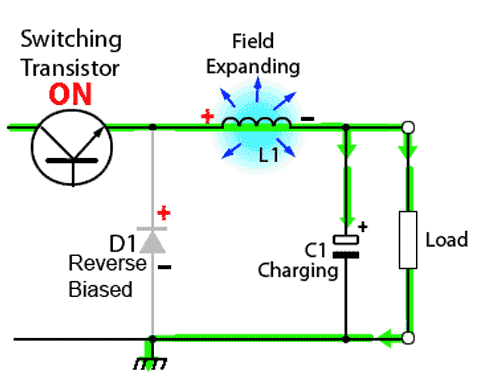 Switching
Transistor
ON
Field
Expanding
+
-
L1
+
D1
Reverse
Biased
-
+
C1
Charging
Load